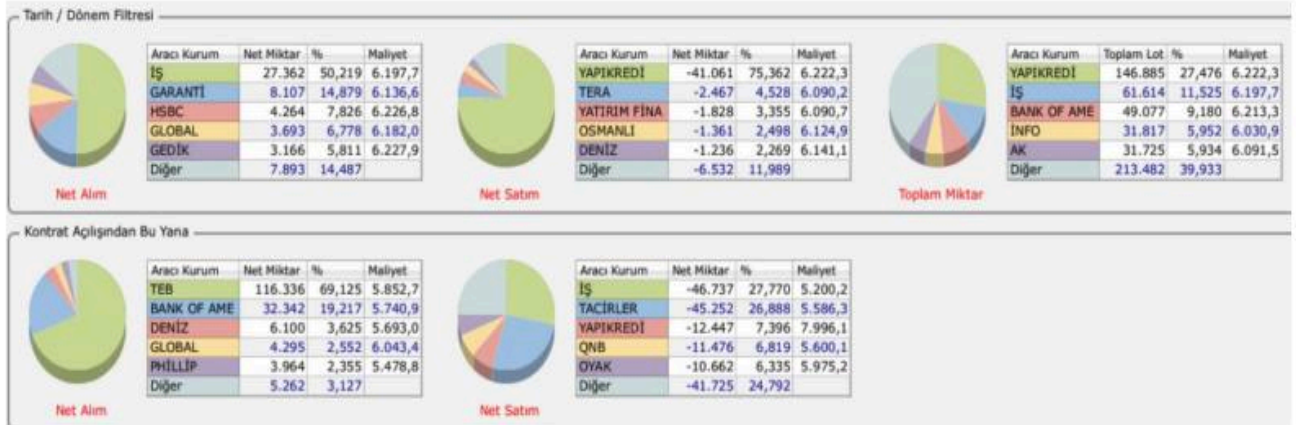 Tarih / Dönem Filtresi
Aracı Kurum Net Miktar % Maliyet
İŞ 27.362 50,219 6.197,7
GARANTİ 8.107 14,879 6.136,6
HSBC 4.264 7,826 6.226,8
GLOBAL 3.693 6,778 6.182,0
GEDİK 3.166 5,811 6.227,9
Diğer 7.893 14,487
Net Alım
Aracı Kurum Net Miktar % Maliyet
YAPIKREDİ -41.061 75,362 6.222,3
TERA -2.467 4,528 6.090,2
YATIRIM FİNA -1.828 3,355 6.090,7
OSMANLI -1.361 2,498 6.124,9
DENİZ -1.236 2,269 6.141,1
Diğer -6.532 11,989
Net Satım
Aracı Kurum Toplam Lot % Maliyet
YAPIKREDİ 146.885 27,476 6.222,3
İŞ 61.614 11,525 6.197,7
BANK OF AME 49.077 9,180 6.213,3
İNFO 31.817 5,952 6.030,9
AK 31.725 5,934 6.091,5
Diğer 213.482 39,933
Toplam Miktar
Kontrat Açılışından Bu Yana
Aracı Kurum Net Miktar % Maliyet
TEB 116.336 69,125 5.852,7
BANK OF AME 32.342 19,217 5.740,9
DENİZ 6.100 3,625 5.693,0
GLOBAL 4.295 2,552 6.043,4
PHİLLİP 3.964 2,355 5.478,8
Diğer 5.262 3,127
Net Alım
Aracı Kurum Net Miktar % Maliyet
İŞ -46.737 27,770 5.200,2
TACİRLER -45.252 26,888 5.586,3
YAPIKREDİ -12.447 7,396 7.996,1
QNB -11.476 6,819 5.600,1
OYAK -10.662 6,335 5.975,2
Diğer -41.725 24,792
Net Satım